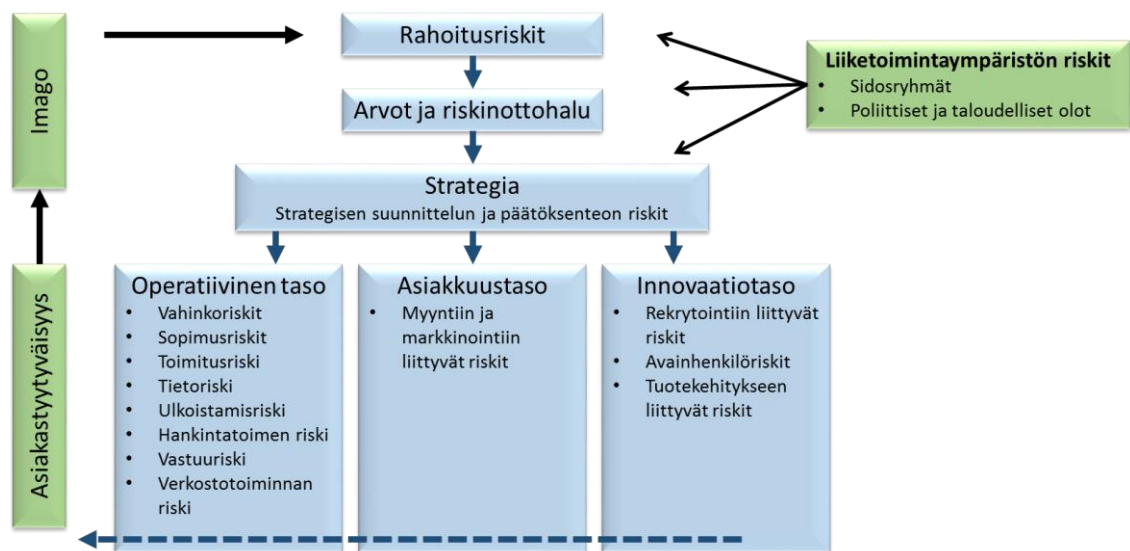 Imago
Asiakastyytyväisyys
Rahoitusriskit
Arvot ja riskinottohalu
Strategia
Strategisen suunnittelun ja päätöksenteon riskit
Liiketoimintaympäristön riskit
• Sidosryhmät
• Poliittiset ja taloudelliset olot
Operatiivinen taso
• Vahinkoriskit
• Sopimusriskit
• Toimitusriski
• Tietoriski
• Ulkoistamisriski
• Hankintatoimen riski
• Vastuuriski
• Verkostotoiminnan
riski
Asiakkuustaso
• Myyntiin ja
markkinointiin
liittyvät riskit
Innovaatiotaso
• Rekrytointiin liittyvät
riskit
• Avainhenkilöriskit
• Tuotekehitykseen
liittyvät riskit